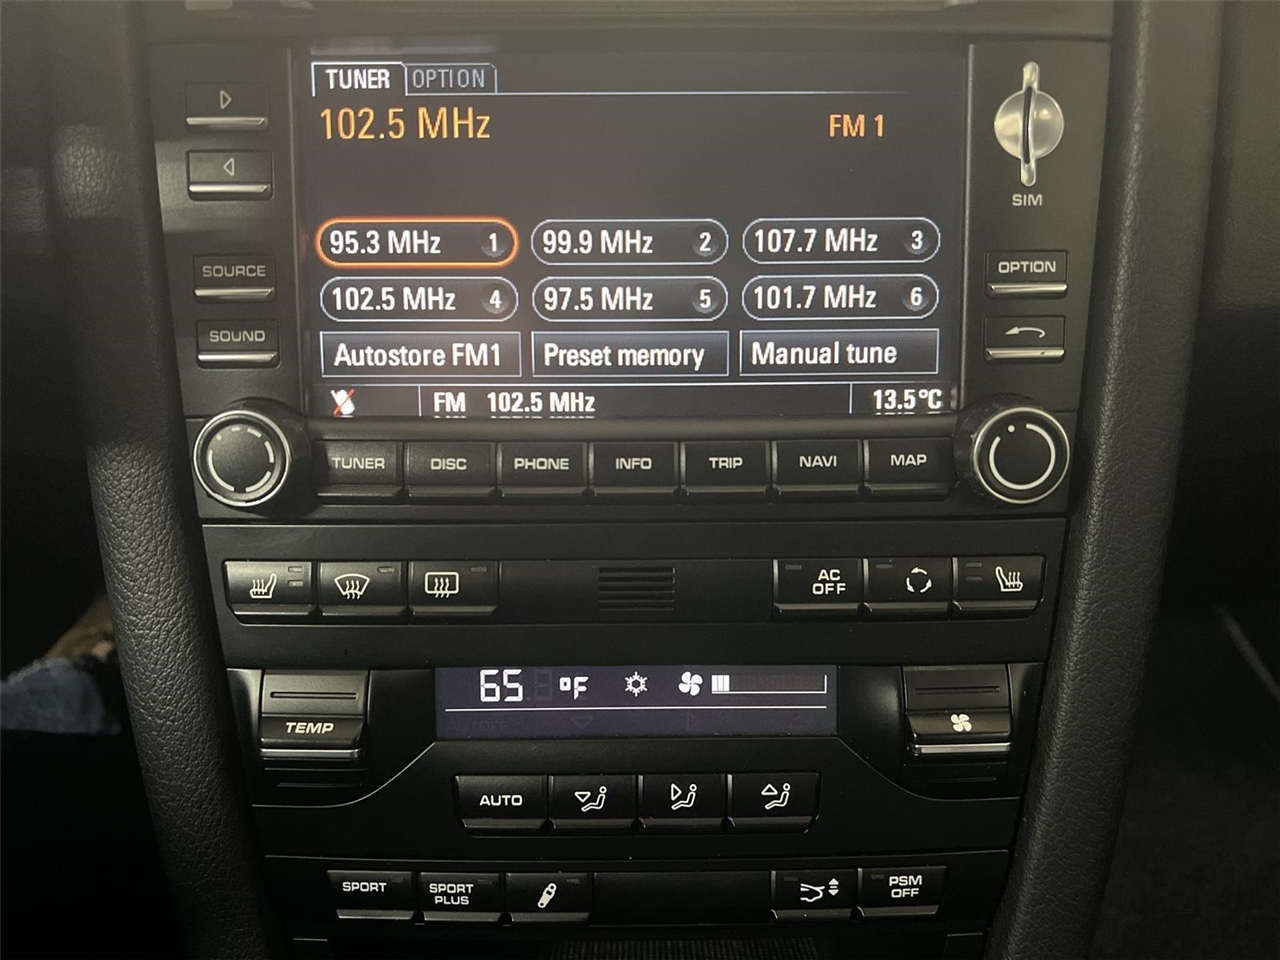 TUNER OPTION
102.5 MHz FM 1
95.3 MHz 1 99.9 MHz 2 107.7 MHz 3
102.5 MHz 4 97.5 MHz 5 101.7 MHz 6
Autostore FM1 Preset memory Manual tune
FM 102.5 MHz 13.5°C
SIM
SOURCE
SOUND
OPTION
TUNER DISC PHONE INFO TRIP NAVI MAP
AC
OFF
65 °F
TEMP
AUTO
SPORT
SPORT
PLUS
PSM
OFF